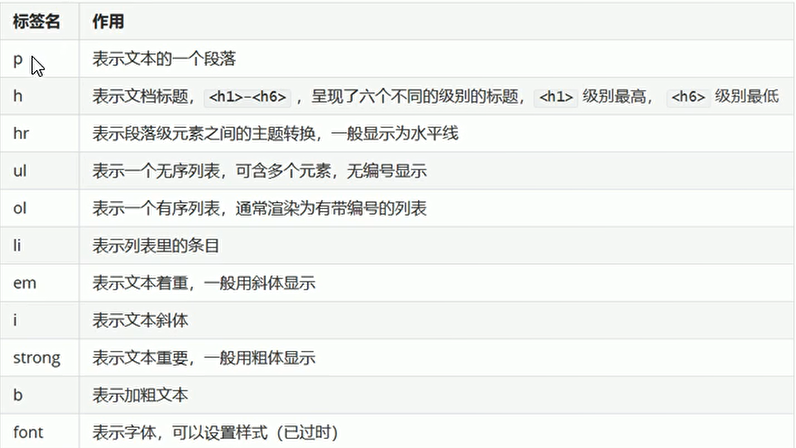 标签名 作用
p 表示文本的一个段落
h 表示文档标题，<h1>-<h6>，呈现了六个不同的级别的标题，<h1> 级别最高，<h6> 级别最低
hr 表示段落级元素之间的主题转换，一般显示为水平线
ul 表示一个无序列表，可含多个元素，无编号显示
ol 表示一个有序列表，通常渲染为有带编号的列表
li 表示列表里的条目
em 表示文本着重，一般用斜体显示
i 表示文本斜体
strong 表示文本重要，一般用粗体显示
b 表示加粗文本
font 表示字体，可以设置样式（已过时）